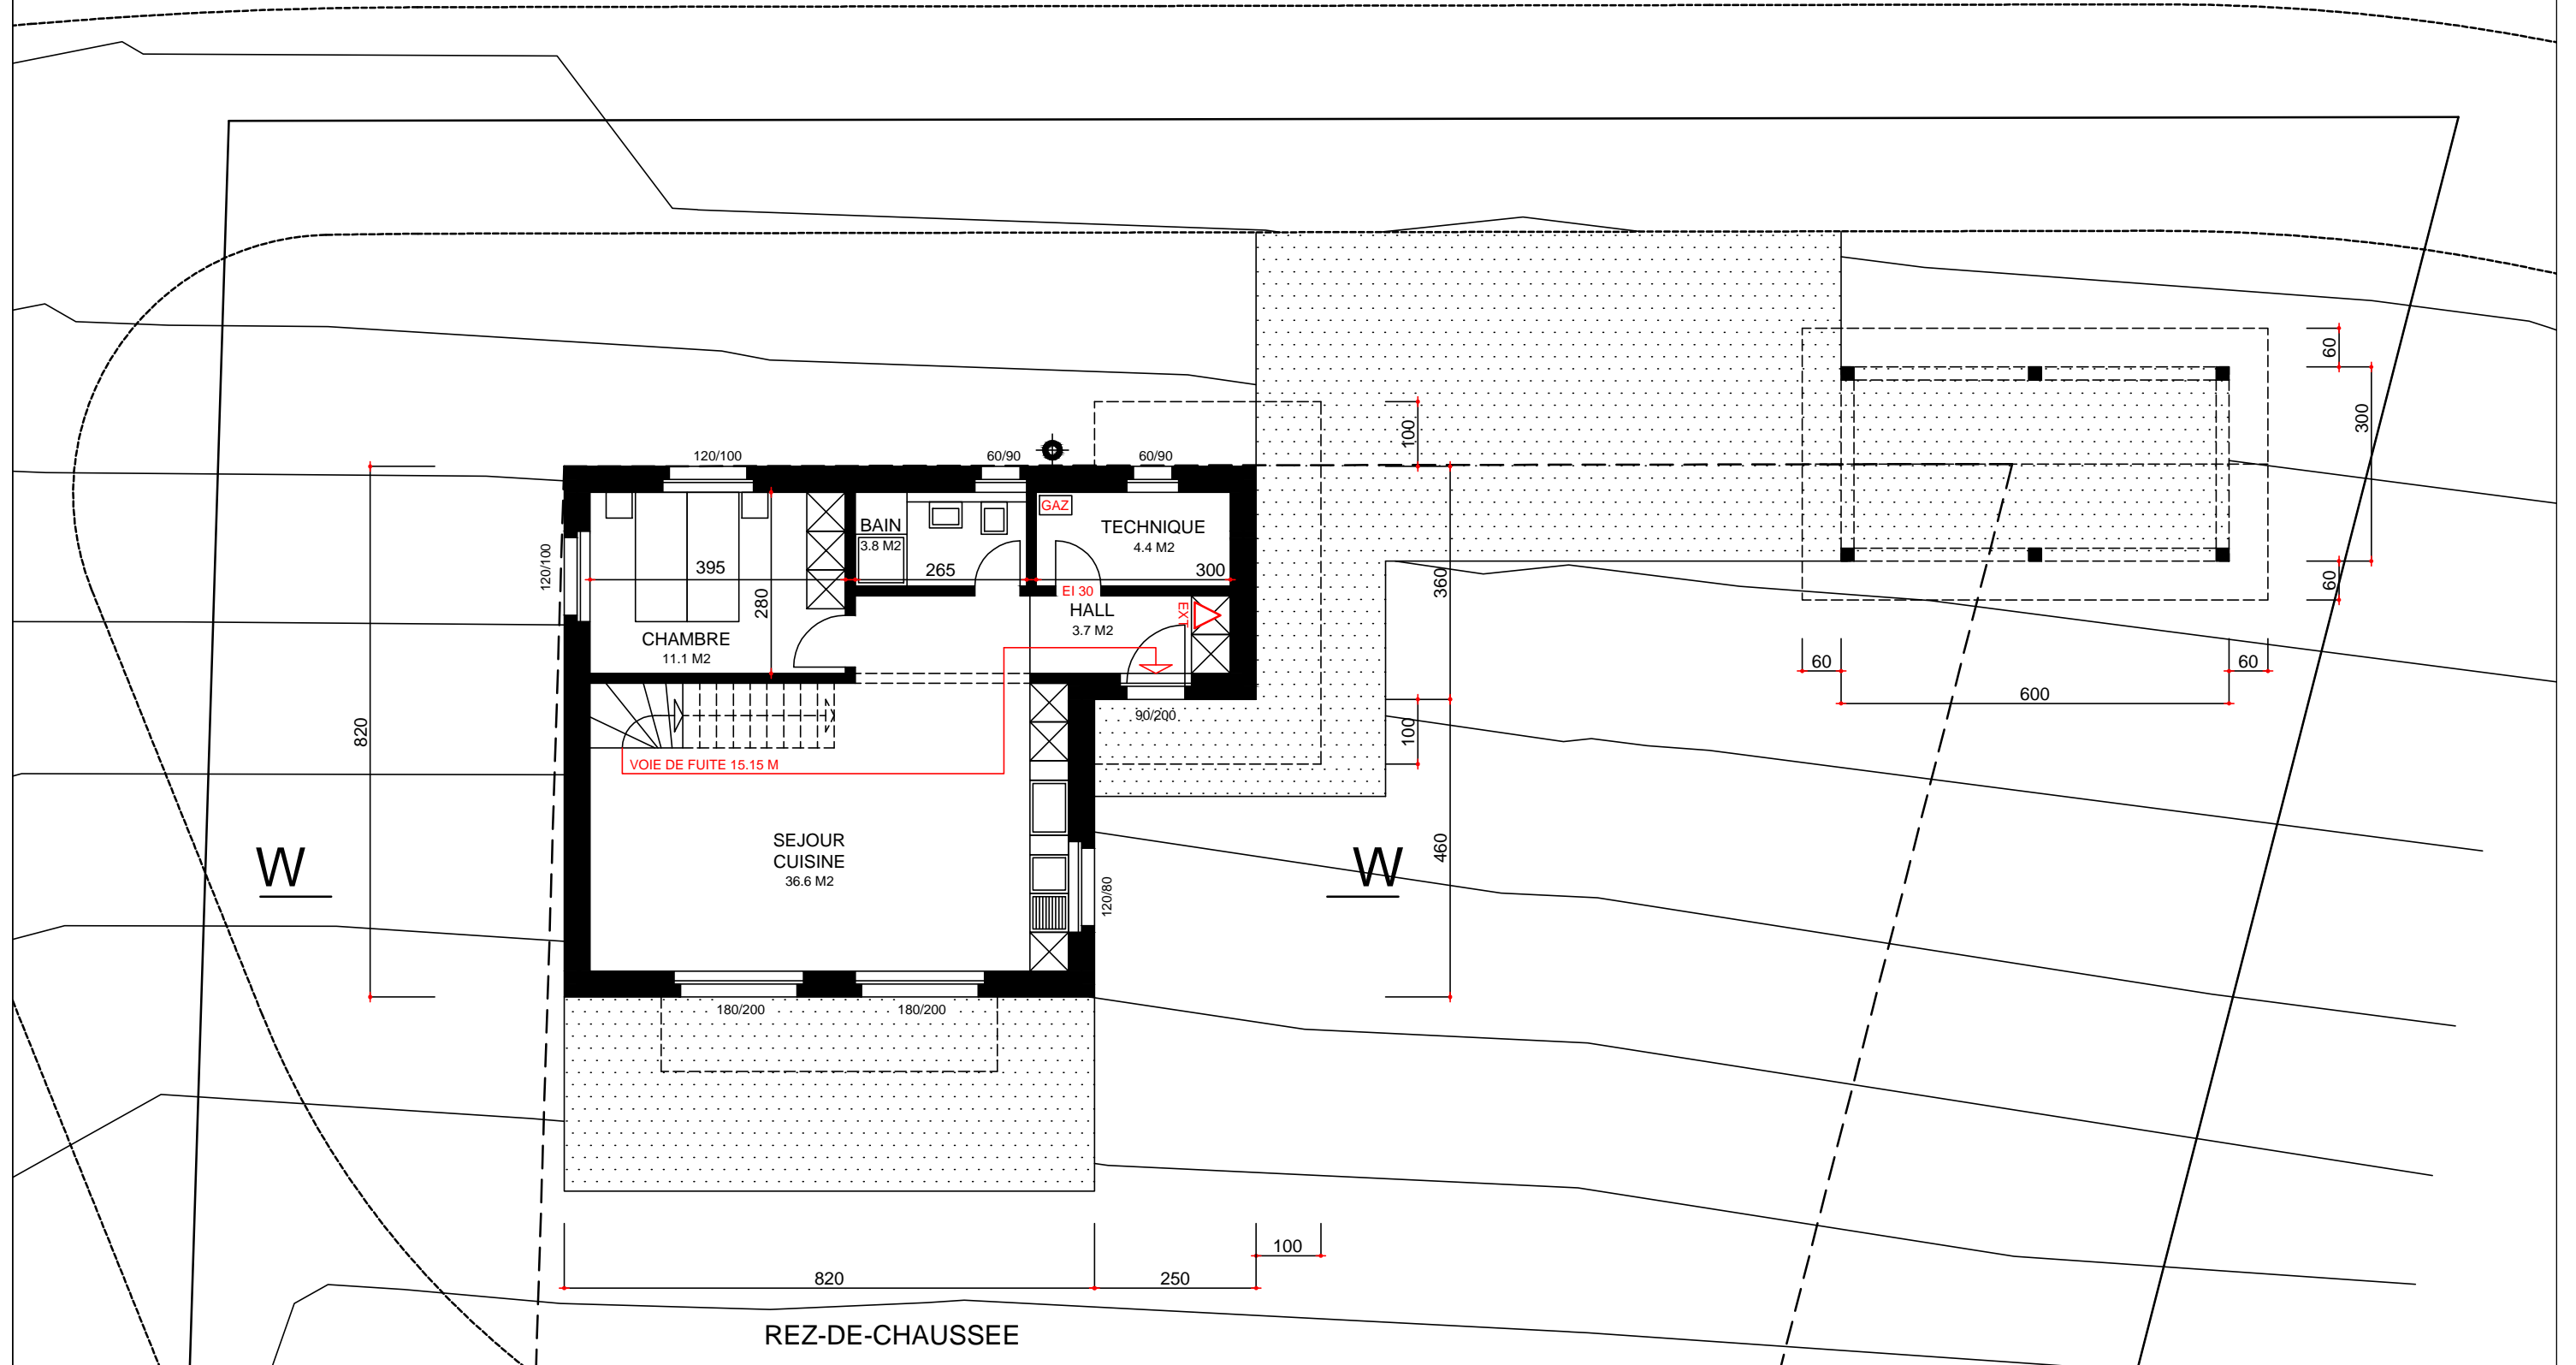 120/100
60/90
60/90
100
60
300
60
GAZ
BAIN
3.8 M2
TECHNIQUE
4.4 M2
120/100
395
265
300
280
EI 30
EXT
HALL
3.7 M2
CHAMBRE
11.1 M2
360
60
60
600
90/200
100
820
VOIE DE FUITE 15.15 M
SEJOUR
CUISINE
36.6 M2
W
W
460
120/80
180/200
180/200
100
820
250
REZ-DE-CHAUSSEE